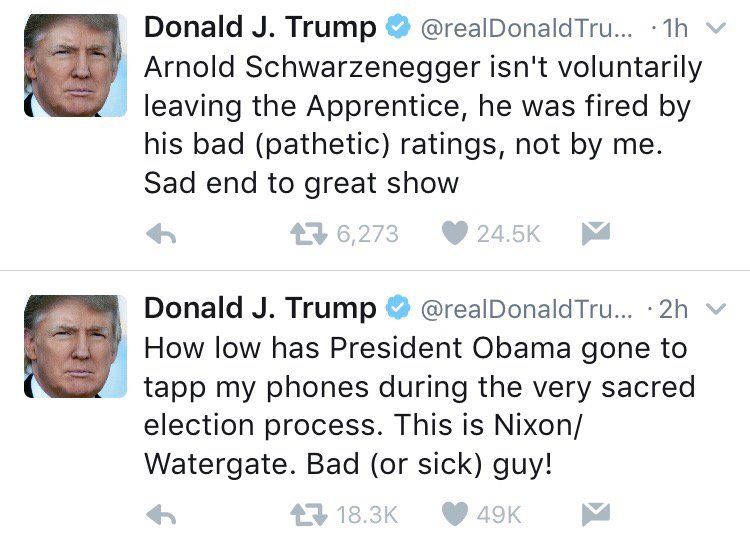 Donald J. Trump @realDonaldTru... · 1h
Arnold Schwarzenegger isn't voluntarily
leaving the Apprentice, he was fired by
his bad (pathetic) ratings, not by me.
Sad end to great show
6,273 24.5K
Donald J. Trump @realDonaldTru... · 2h
How low has President Obama gone to
tapp my phones during the very sacred
election process. This is Nixon/
Watergate. Bad (or sick) guy!
18.3K 49K